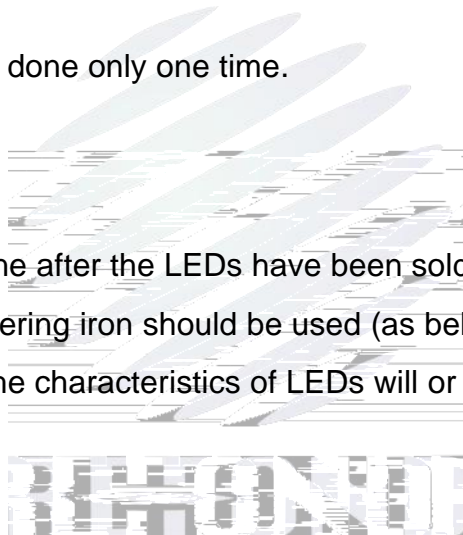 done only one time.
ne after the LEDs have been sold
ering iron should be used (as bel
ne characteristics of LEDs will or